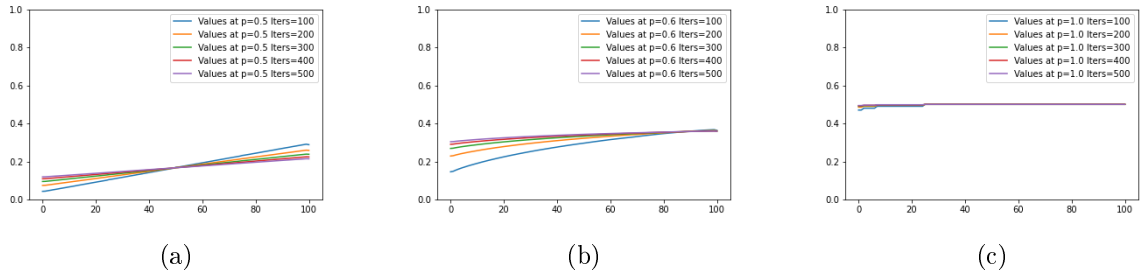 1.0
0.8
0.6
0.4
0.2
0.0
0 20 40 60 80 100
Values at p=0.5 Iters=100
Values at p=0.5 Iters=200
Values at p=0.5 Iters=300
Values at p=0.5 Iters=400
Values at p=0.5 Iters=500
(a)
1.0
0.8
0.6
0.4
0.2
0.0
0 20 40 60 80 100
Values at p=0.6 Iters=100
Values at p=0.6 Iters=200
Values at p=0.6 Iters=300
Values at p=0.6 Iters=400
Values at p=0.6 Iters=500
(b)
1.0
0.8
0.6
0.4
0.2
0.0
0 20 40 60 80 100
Values at p=1.0 Iters=100
Values at p=1.0 Iters=200
Values at p=1.0 Iters=300
Values at p=1.0 Iters=400
Values at p=1.0 Iters=500
(c)